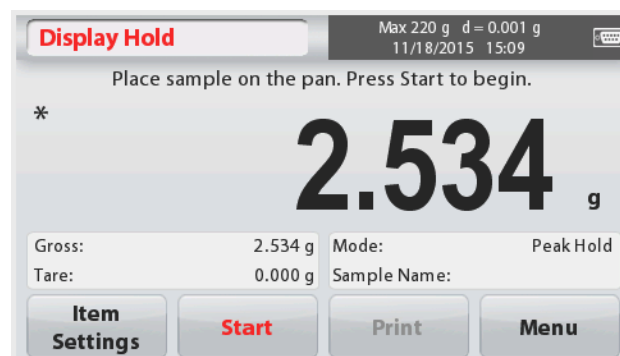 Display Hold
Max 220 g d = 0.001 g
11/18/2015 15:09
Place sample on the pan. Press Start to begin.
*
2.534 g
Gross: 2.534 g
Tare: 0.000 g
Mode: Peak Hold
Sample Name:
Item
Settings
Start
Print
Menu